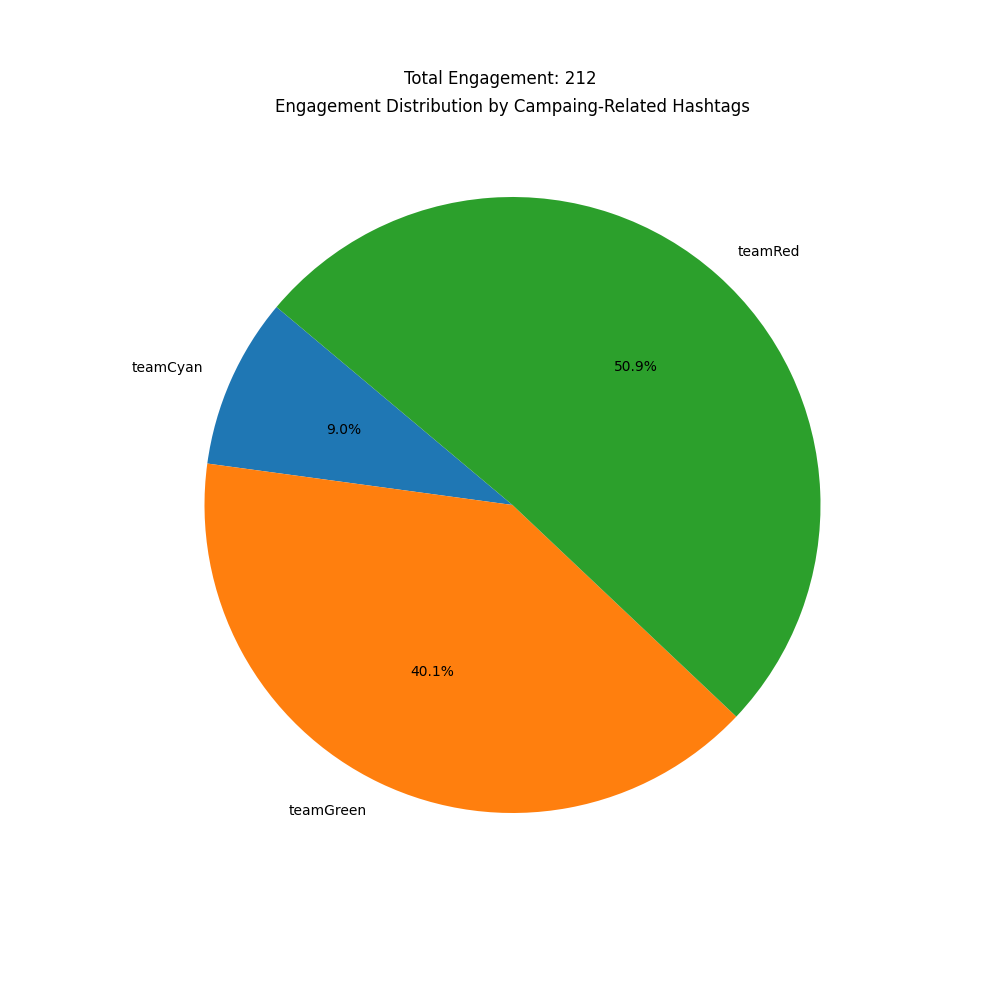 Total Engagement: 212
Engagement Distribution by Campaing-Related Hashtags
teamRed
50.9%
teamCyan
9.0%
40.1%
teamGreen